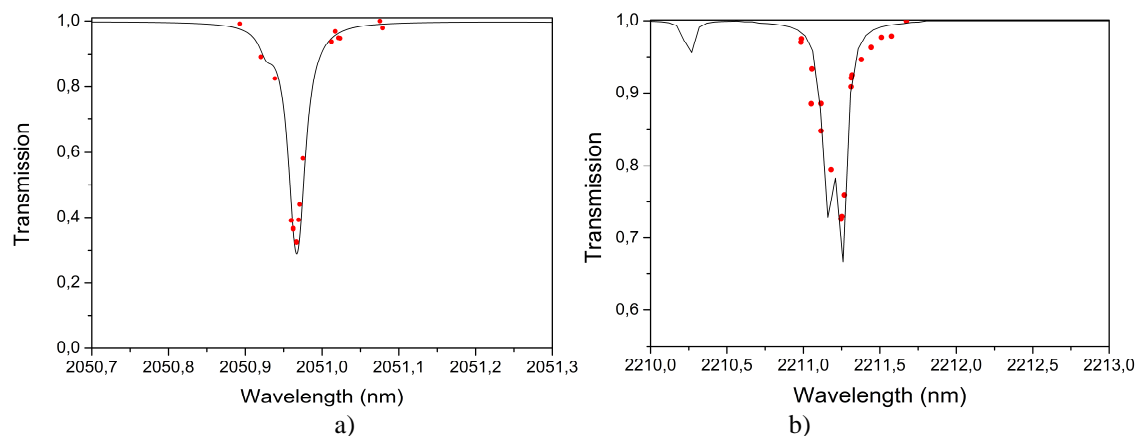 1,0
0,8
0,6
0,4
0,2
0,0
Transmission
2050,7 2050,8 2050,9 2051,0 2051,1 2051,2 2051,3
Wavelength (nm)
a)
1,0
0,9
0,8
0,7
0,6
Transmission
2210,0 2210,5 2211,0 2211,5 2212,0 2212,5 2213,0
Wavelength (nm)
b)